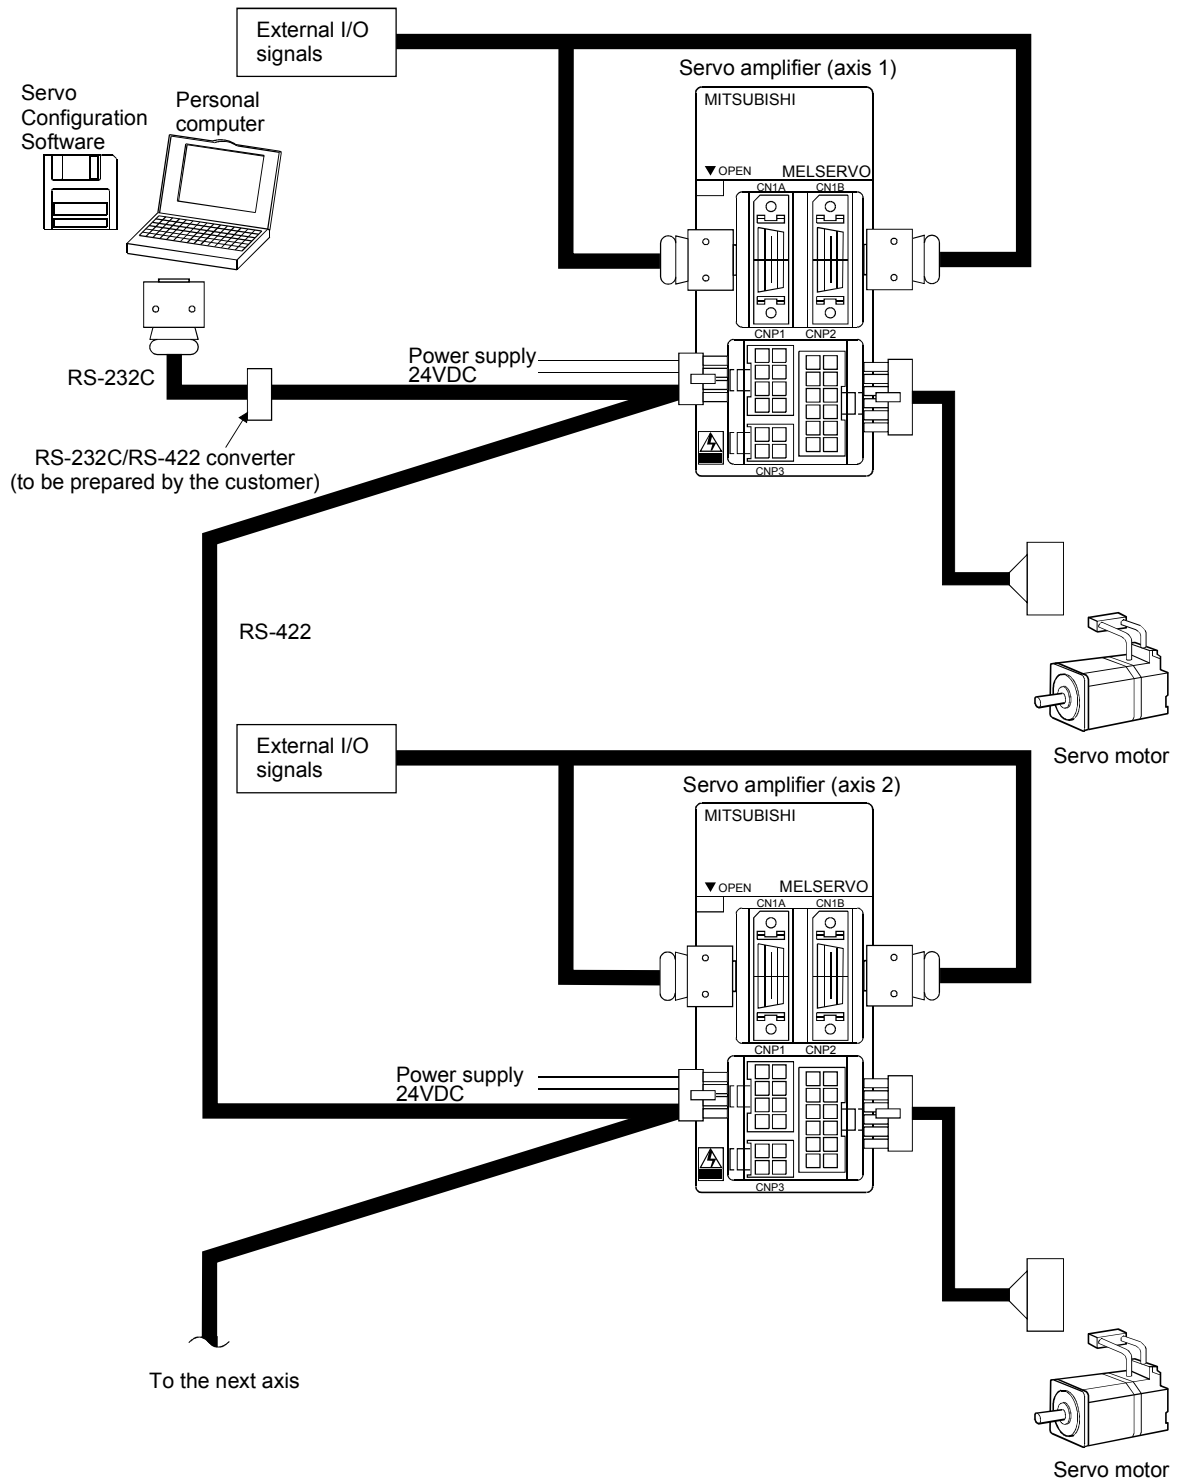 External I/O
signals
Servo amplifier (axis 1)
Servo
Configuration
Software
Personal
computer
MITSUBISHI
▼ OPEN MELSERVO
CN1A CN1B
CNP1 CNP2
Power supply
24VDC
RS-232C
RS-232C/RS-422 converter
(to be prepared by the customer)
CNP3
RS-422
Servo motor
External I/O
signals
Servo amplifier (axis 2)
MITSUBISHI
▼ OPEN MELSERVO
CN1A CN1B
CNP1 CNP2
Power supply
24VDC
CNP3
To the next axis
Servo motor